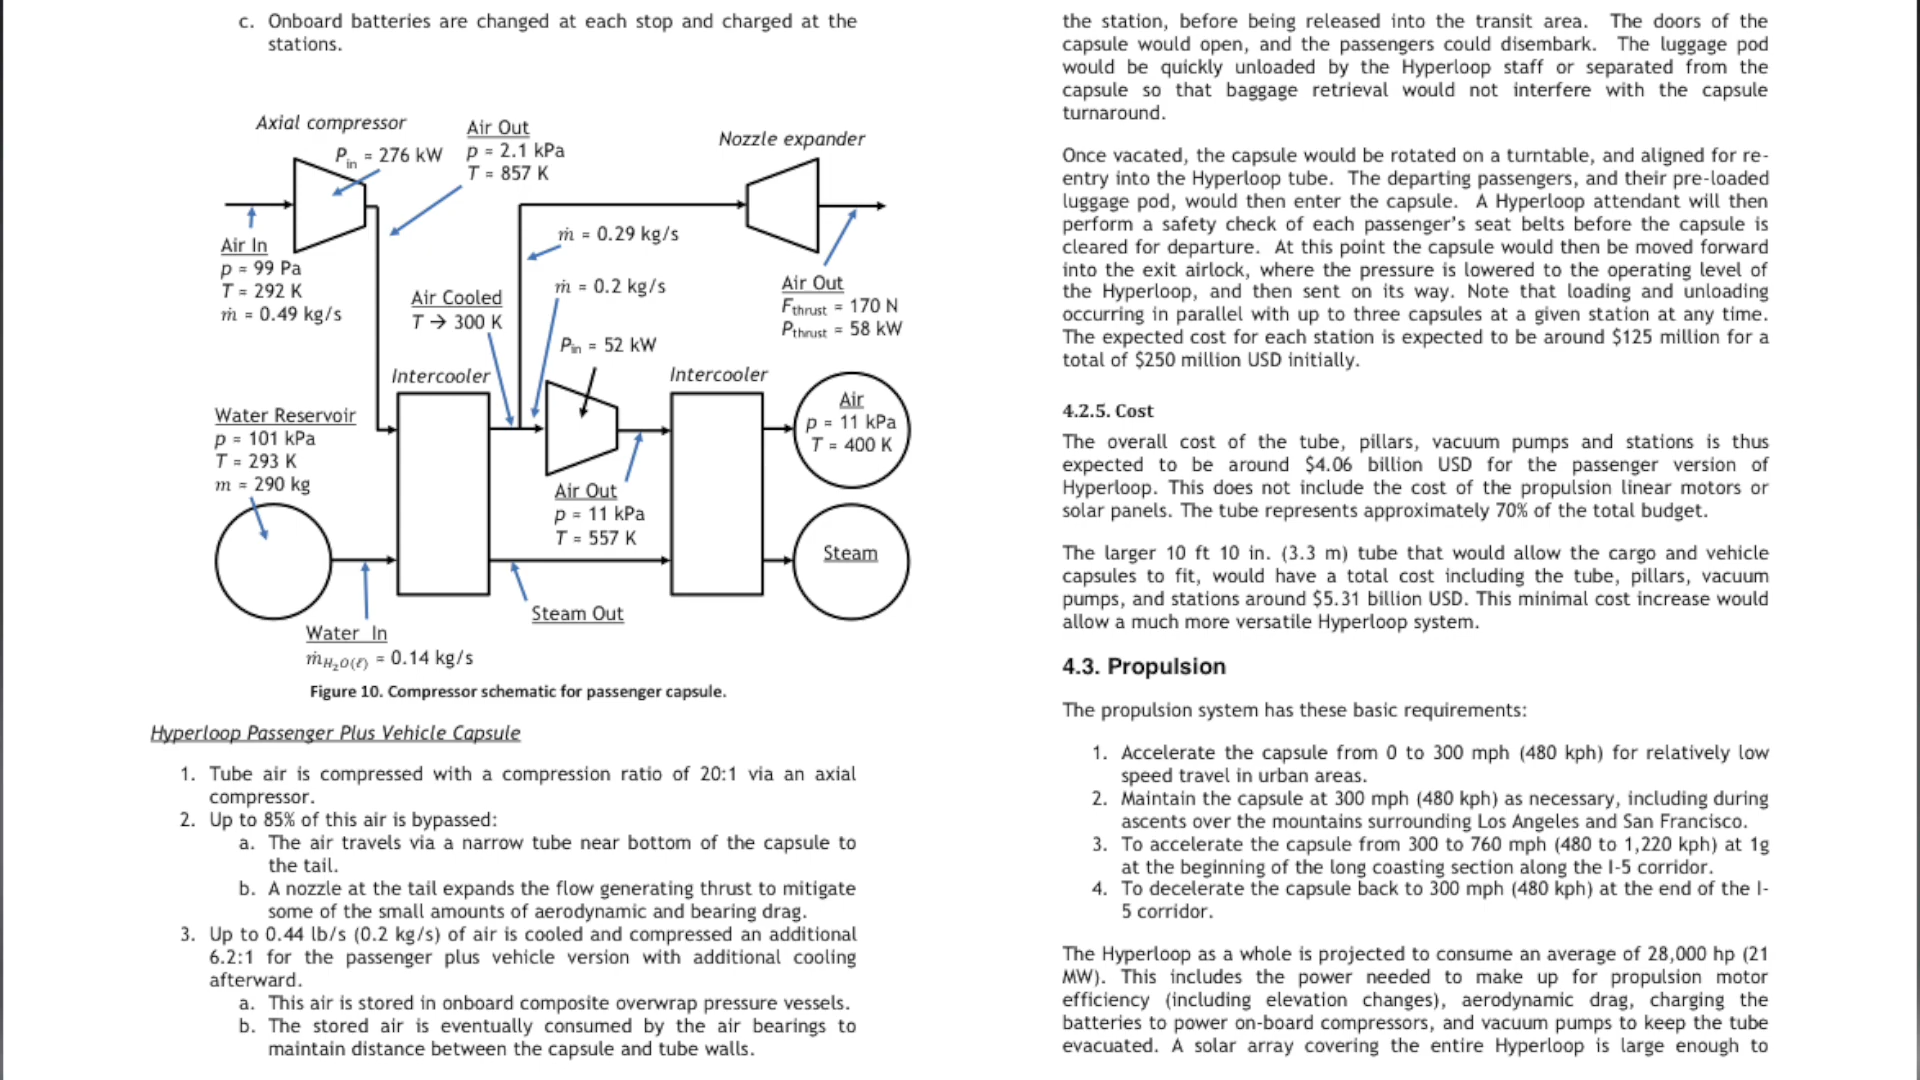 c. Onboard batteries are changed at each stop and charged at the
stations.
Axial compressor
Pin = 276 kW
Air Out
p = 2.1 kPa
T = 857 K
Nozzle expander
Air In
p = 99 Pa
T = 292 K
ṁ = 0.49 kg/s
ṁ = 0.29 kg/s
Air Cooled
T → 300 K
ṁ = 0.2 kg/s
Air Out
Fthrust = 170 N
Pthrust = 58 kW
Pin = 52 kW
Intercooler
Intercooler
Air
p = 11 kPa
T = 400 K
Water Reservoir
p = 101 kPa
T = 293 K
m = 290 kg
Air Out
p = 11 kPa
T = 557 K
Steam
Steam Out
Water In
ṁH₂O(ℓ) = 0.14 kg/s
Figure 10. Compressor schematic for passenger capsule.
Hyperloop Passenger Plus Vehicle Capsule
1. Tube air is compressed with a compression ratio of 20:1 via an axial
compressor.
2. Up to 85% of this air is bypassed:
a. The air travels via a narrow tube near bottom of the capsule to
the tail.
b. A nozzle at the tail expands the flow generating thrust to mitigate
some of the small amounts of aerodynamic and bearing drag.
3. Up to 0.44 lb/s (0.2 kg/s) of air is cooled and compressed an additional
6.2:1 for the passenger plus vehicle version with additional cooling
afterward.
a. This air is stored in onboard composite overwrap pressure vessels.
b. The stored air is eventually consumed by the air bearings to
maintain distance between the capsule and tube walls.
the station, before being released into the transit area. The doors of the
capsule would open, and the passengers could disembark. The luggage pod
would be quickly unloaded by the Hyperloop staff or separated from the
capsule so that baggage retrieval would not interfere with the capsule
turnaround.
Once vacated, the capsule would be rotated on a turntable, and aligned for re-
entry into the Hyperloop tube. The departing passengers, and their pre-loaded
luggage pod, would then enter the capsule. A Hyperloop attendant will then
perform a safety check of each passenger's seat belts before the capsule is
cleared for departure. At this point the capsule would then be moved forward
into the exit airlock, where the pressure is lowered to the operating level of
the Hyperloop, and then sent on its way. Note that loading and unloading
occurring in parallel with up to three capsules at a given station at any time.
The expected cost for each station is expected to be around $125 million for a
total of $250 million USD initially.
4.2.5. Cost
The overall cost of the tube, pillars, vacuum pumps and stations is thus
expected to be around $4.06 billion USD for the passenger version of
Hyperloop. This does not include the cost of the propulsion linear motors or
solar panels. The tube represents approximately 70% of the total budget.
The larger 10 ft 10 in. (3.3 m) tube that would allow the cargo and vehicle
capsules to fit, would have a total cost including the tube, pillars, vacuum
pumps, and stations around $5.31 billion USD. This minimal cost increase would
allow a much more versatile Hyperloop system.
4.3. Propulsion
The propulsion system has these basic requirements:
1. Accelerate the capsule from 0 to 300 mph (480 kph) for relatively low
speed travel in urban areas.
2. Maintain the capsule at 300 mph (480 kph) as necessary, including during
ascents over the mountains surrounding Los Angeles and San Francisco.
3. To accelerate the capsule from 300 to 760 mph (480 to 1,220 kph) at 1g
at the beginning of the long coasting section along the I-5 corridor.
4. To decelerate the capsule back to 300 mph (480 kph) at the end of the I-
5 corridor.
The Hyperloop as a whole is projected to consume an average of 28,000 hp (21
MW). This includes the power needed to make up for propulsion motor
efficiency (including elevation changes), aerodynamic drag, charging the
batteries to power on-board compressors, and vacuum pumps to keep the tube
evacuated. A solar array covering the entire Hyperloop is large enough to